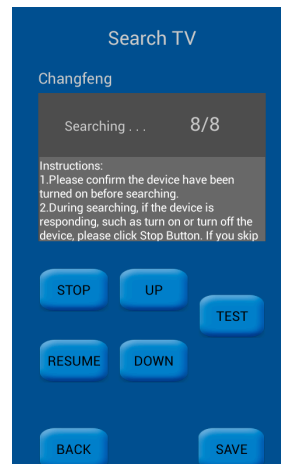 Search TV
Changfeng
Searching . . . 8/8
Instructions:
1.Please confirm the device have been
turned on before searching.
2.During searching, if the device is
responding, such as turn on or turn off the
device, please click Stop Button. If you skip
STOP UP
TEST
RESUME DOWN
BACK SAVE